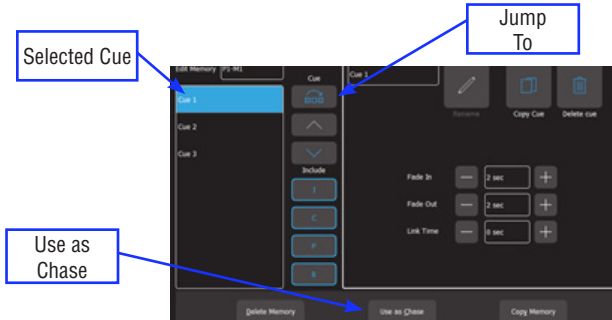 Jump
To
Selected Cue
Edit Memory P1-M1
Cue
Cue 1
Cue 1
Rename
Copy Cue
Delete cue
Cue 2
Cue 3
Include
I
C
F
Fade In
2 sec
Fade Out
2 sec
Link Time
0 sec
Use as
Chase
Delete Memory
Use as Chase
Copy Memory